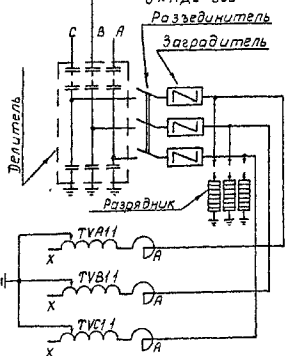 Разъединитель
Заградитель
С В А
Делитель
Разрядник
TVA11
X A
TVB11
X A
TVC11
X A